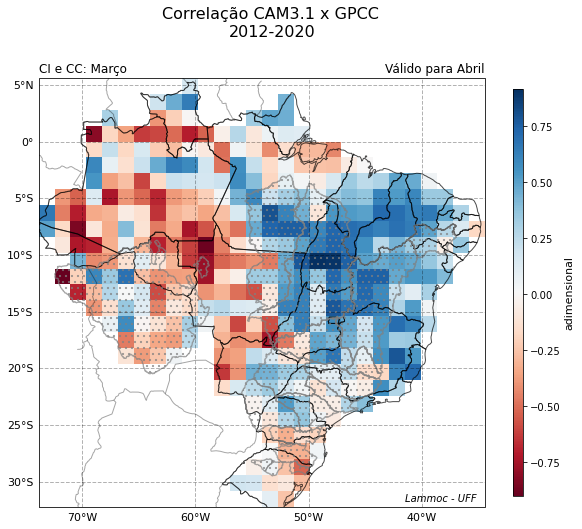 Correlação CAM3.1 x GPCC
2012-2020
CI e CC: Março
Válido para Abril
5°N
0°
5°S
10°S
15°S
20°S
25°S
30°S
70°W
60°W
50°W
40°W
Lammoc - UFF
0.75
0.50
0.25
0.00
−0.25
−0.50
−0.75
adimensional